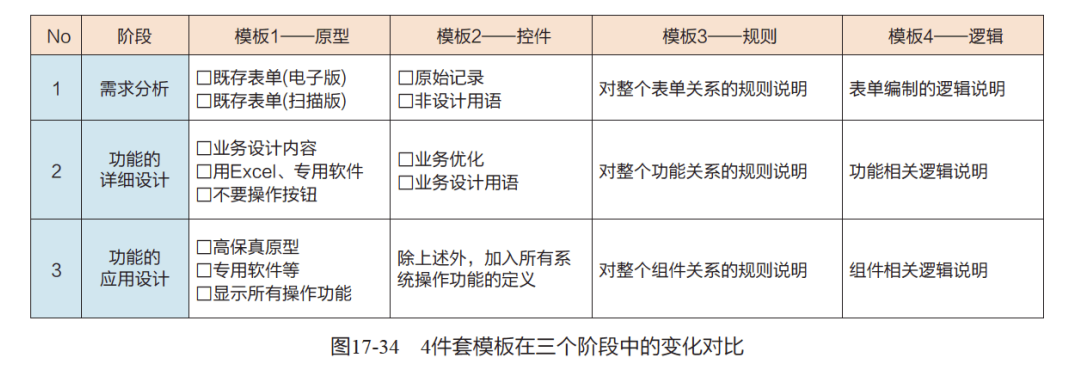 No 阶段 模板1——原型 模板2——控件 模板3——规则 模板4——逻辑
1 需求分析 □既存表单(电子版) □原始记录 对整个表单关系的规则说明 表单编制的逻辑说明
□既存表单(扫描版) □非设计用语
2 功能的 □业务设计内容 □业务优化 对整个功能关系的规则说明 功能相关逻辑说明
详细设计 □用Excel、专用软件 □业务设计用语
□不要操作按钮
3 功能的 □高保真原型 除上述外，加入所有系 对整个组件关系的规则说明 组件相关逻辑说明
应用设计 □专用软件等 统操作功能的定义
□显示所有操作功能
图17-34 4件套模板在三个阶段中的变化对比